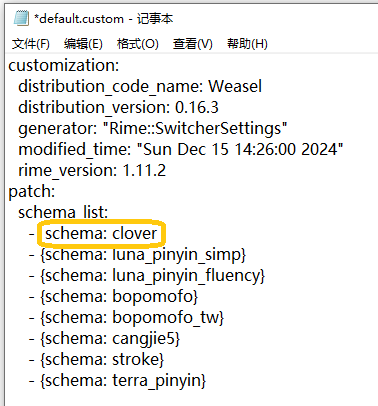 *default.custom - 记事本
文件(F) 编辑(E) 格式(O) 查看(V) 帮助(H)
customization:
  distribution_code_name: Weasel
  distribution_version: 0.16.3
  generator: "Rime::SwitcherSettings"
  modified_time: "Sun Dec 15 14:26:00 2024"
  rime_version: 1.11.2
patch:
  schema_list:
    - schema: clover
    - {schema: luna_pinyin_simp}
    - {schema: luna_pinyin_fluency}
    - {schema: bopomofo}
    - {schema: bopomofo_tw}
    - {schema: cangjie5}
    - {schema: stroke}
    - {schema: terra_pinyin}